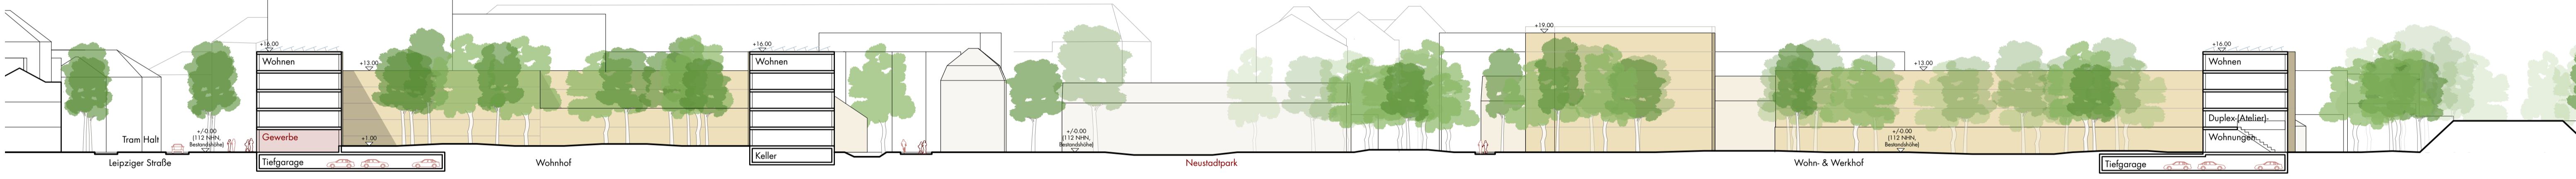 +16.00
Wohnen
+13.00
Tram Halt
+/-0.00
(112 NHN,
Bestandshöhe)
Gewerbe
+1.00
Leipziger Straße
Tiefgarage
Wohnhof
+16.00
Wohnen
Keller
+/-0.00
(112 NHN,
Bestandshöhe)
Neustadtpark
+19.00
+13.00
+/-0.00
(112 NHN,
Bestandshöhe)
Wohn- & Werkhof
+16.00
Wohnen
Duplex-(Atelier)-
Wohnungen
Tiefgarage